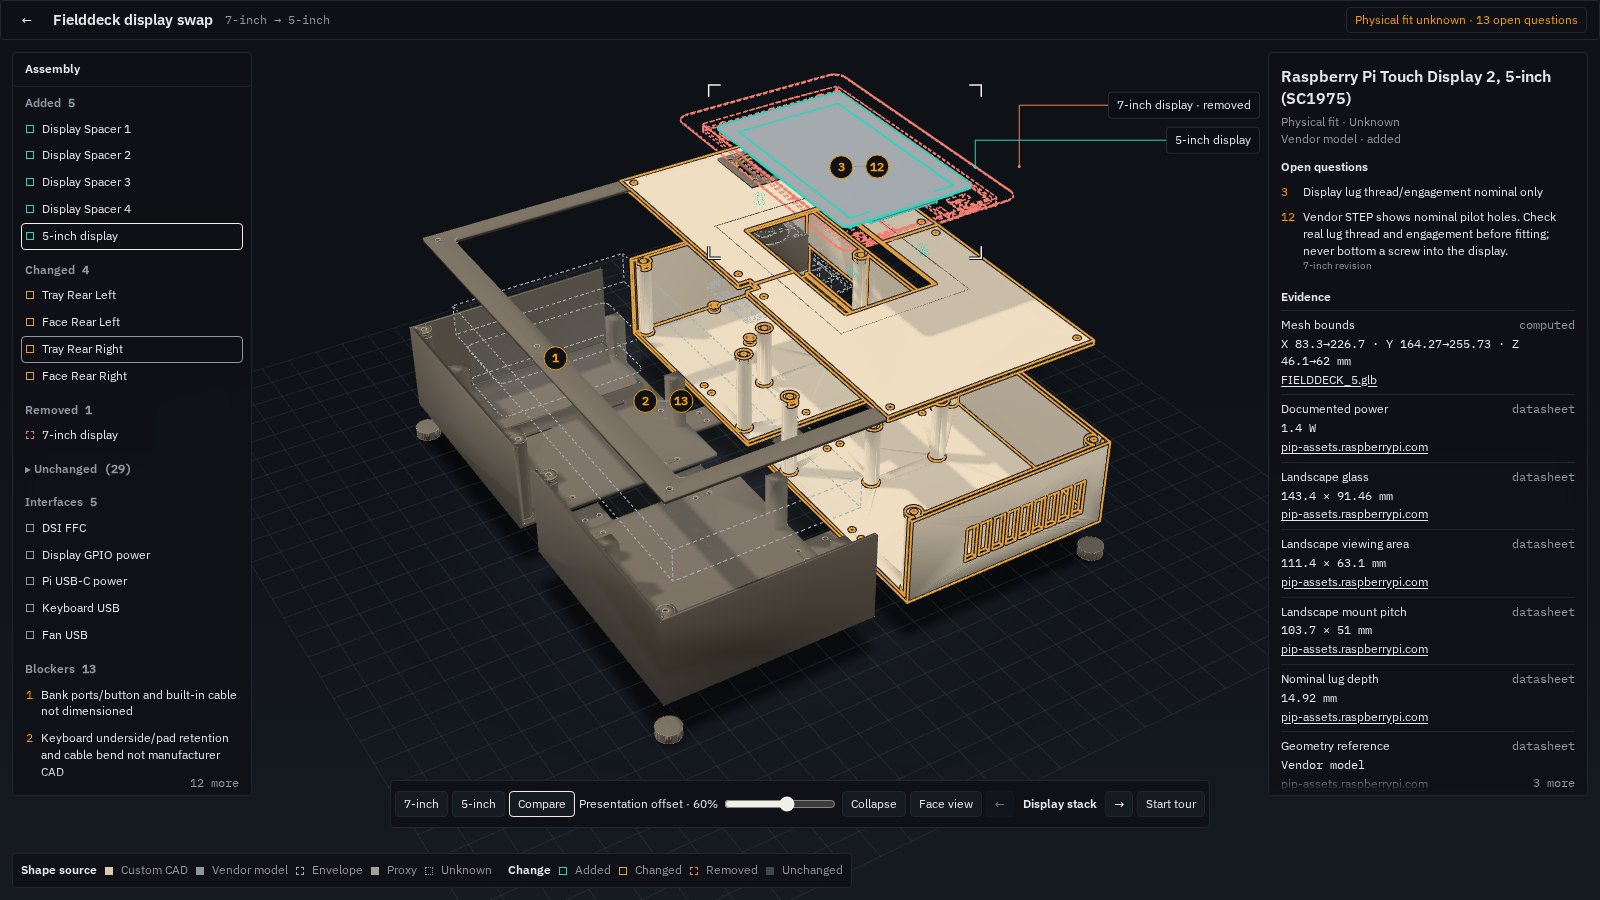 ← Fielddeck display swap 7-inch → 5-inch
Physical fit unknown · 13 open questions
Assembly
Added 5
Display Spacer 1
Display Spacer 2
Display Spacer 3
Display Spacer 4
5-inch display
Changed 4
Tray Rear Left
Face Rear Left
Tray Rear Right
Face Rear Right
Removed 1
7-inch display
▸ Unchanged (29)
Interfaces 5
DSI FFC
Display GPIO power
Pi USB-C power
Keyboard USB
Fan USB
Blockers 13
1 Bank ports/button and built-in cable
not dimensioned
2 Keyboard underside/pad retention
and cable bend not manufacturer
CAD
12 more
7-inch display · removed
5-inch display
3 12
1
2 13
Raspberry Pi Touch Display 2, 5-inch
(SC1975)
Physical fit · Unknown
Vendor model · added
Open questions
3 Display lug thread/engagement nominal only
12 Vendor STEP shows nominal pilot holes. Check
real lug thread and engagement before fitting;
never bottom a screw into the display.
7-inch revision
Evidence
Mesh bounds computed
X 83.3→226.7 · Y 164.27→255.73 · Z
46.1→62 mm
FIELDDECK_5.glb
Documented power datasheet
1.4 W
pip-assets.raspberrypi.com
Landscape glass datasheet
143.4 × 91.46 mm
pip-assets.raspberrypi.com
Landscape viewing area datasheet
111.4 × 63.1 mm
pip-assets.raspberrypi.com
Landscape mount pitch datasheet
103.7 × 51 mm
pip-assets.raspberrypi.com
Nominal lug depth datasheet
14.92 mm
pip-assets.raspberrypi.com
Geometry reference datasheet
Vendor model
pip-assets.raspberrypi.com
3 more
7-inch 5-inch Compare Presentation offset · 60% Collapse Face view ← Display stack → Start tour
Shape source Custom CAD Vendor model Envelope Proxy Unknown Change Added Changed Removed Unchanged